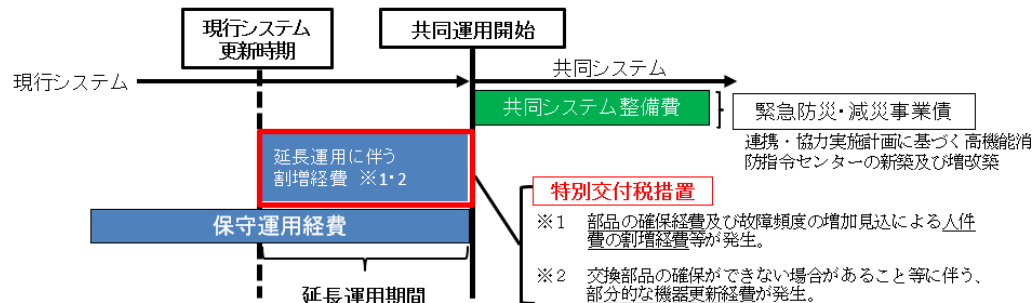 現行システム
更新時期
共同運用開始
現行システム
共同システム
共同システム整備費
緊急防災・減災事業債
連携・協力実施計画に基づく高機能消
防指令センターの新築及び増改築
延長運用に伴う
割増経費 ※1・2
特別交付税措置
※1 部品の確保経費及び故障頻度の増加見込による人件
費の割増経費等が発生。
保守運用経費
※2 交換部品の確保ができない場合があること等に伴う、
部分的な機器更新経費が発生。
延長運用期間